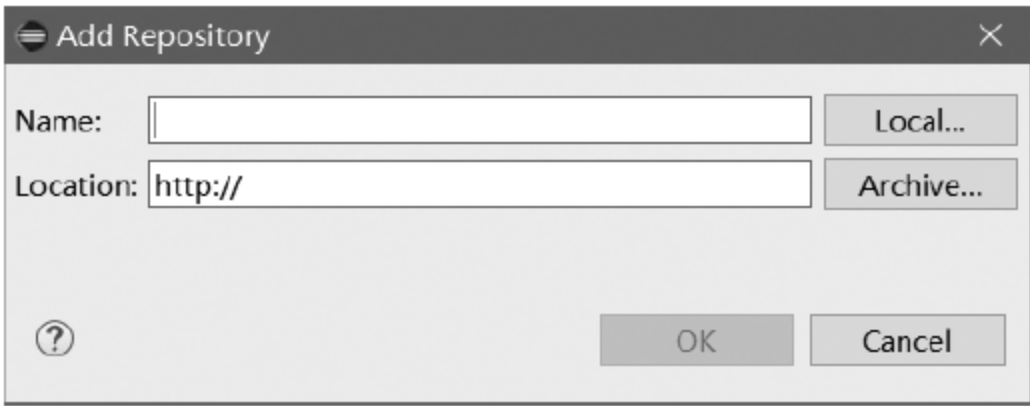 Add Repository
Name: Local...
Location: http:// Archive...
? OK Cancel